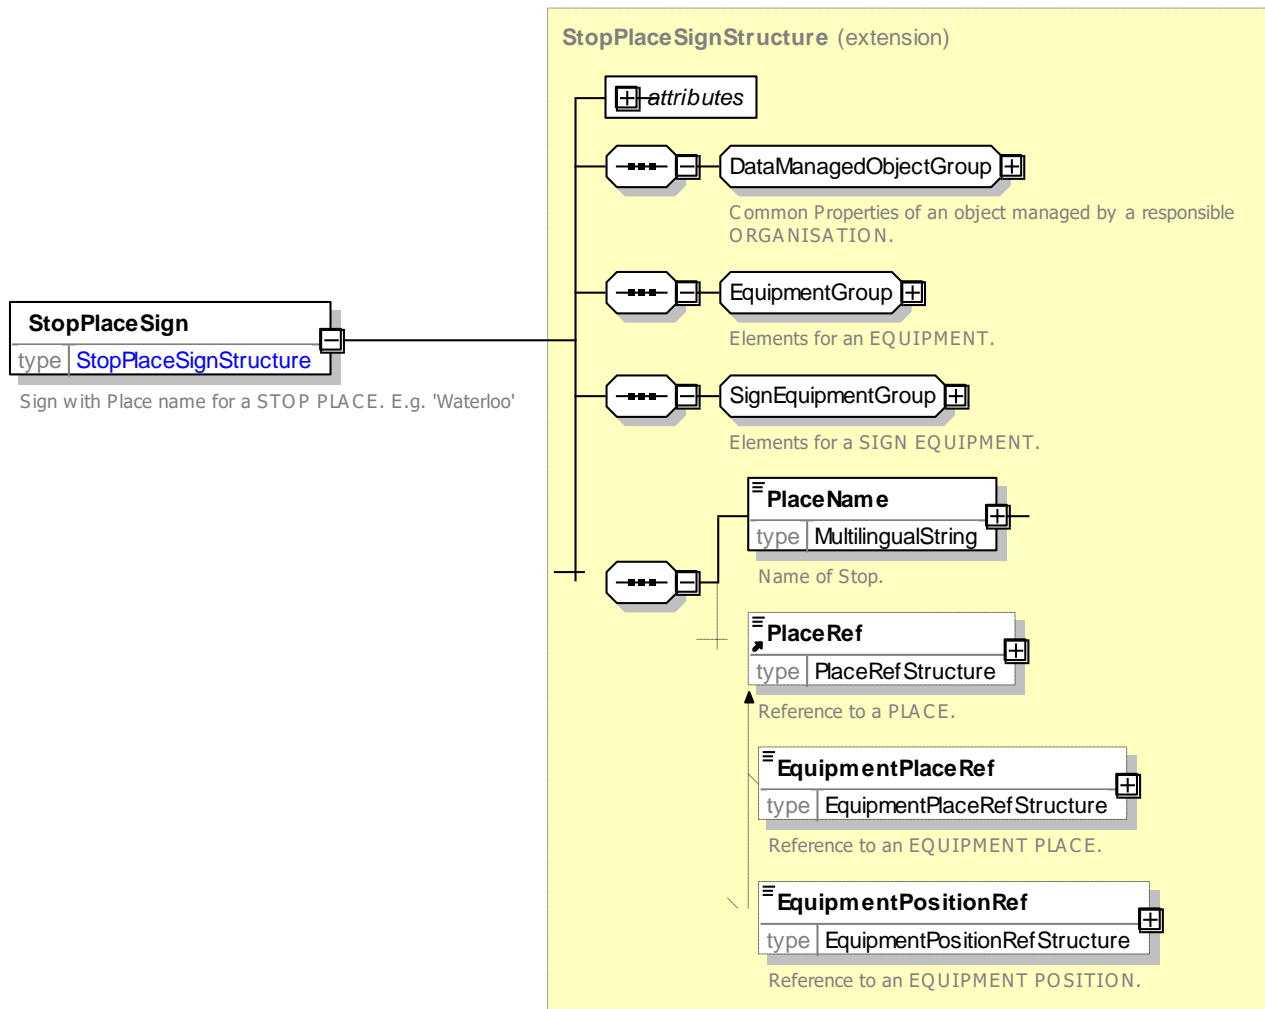 StopPlaceSignStructure (extension)
attributes
DataManagedObjectGroup
Common Properties of an object managed by a responsible
ORGANISATION.
EquipmentGroup
Elements for an EQUIPMENT.
StopPlaceSign
type StopPlaceSignStructure
Sign with Place name for a STOP PLACE. E.g. 'Waterloo'
SignEquipmentGroup
Elements for a SIGN EQUIPMENT.
PlaceName
type MultilingualString
Name of Stop.
PlaceRef
type PlaceRefStructure
Reference to a PLACE.
EquipmentPlaceRef
type EquipmentPlaceRefStructure
Reference to an EQUIPMENT PLACE.
EquipmentPositionRef
type EquipmentPositionRefStructure
Reference to an EQUIPMENT POSITION.